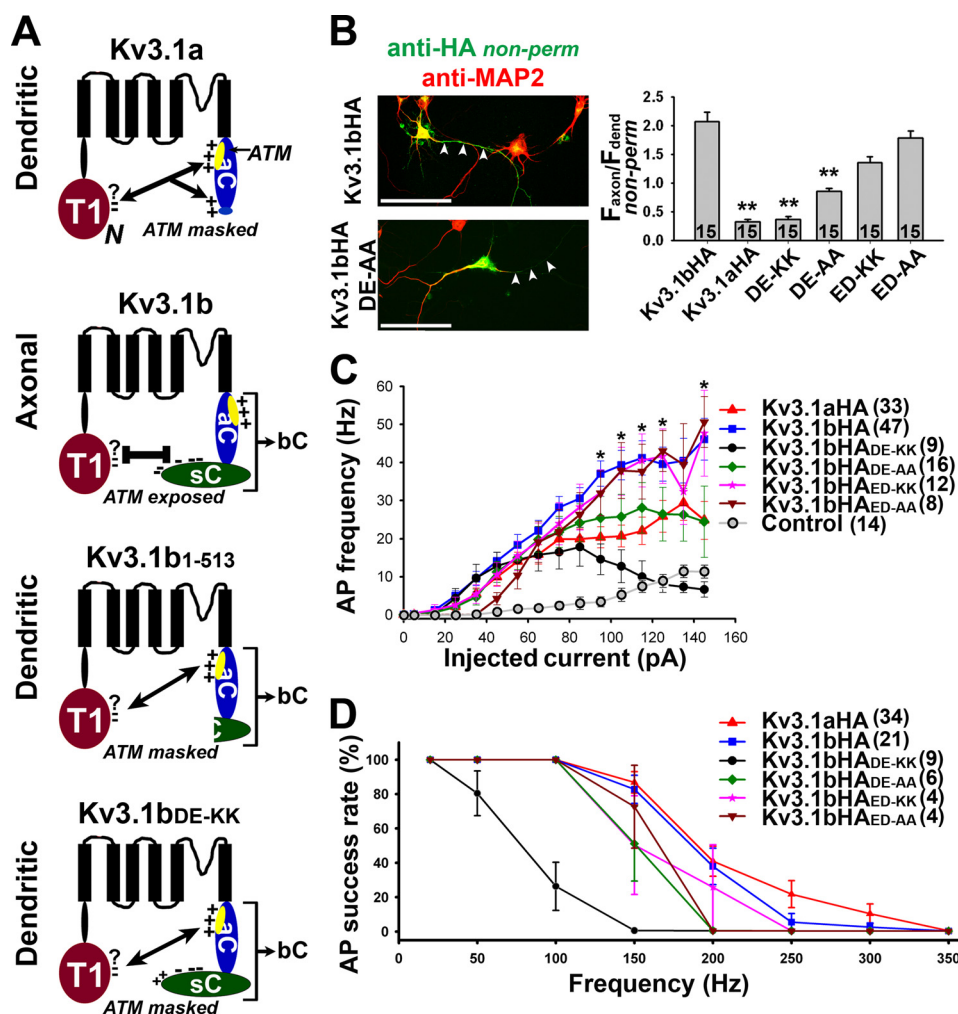 A
Kv3.1a
Dendritic
++
ATM
aC
T1
?
=
N
++
ATM masked
Kv3.1b
Axonal
+++
aC
T1
?
=
sC
bC
ATM exposed
Kv3.1b1-513
Dendritic
+++
aC
T1
?
=
C
bC
ATM masked
Kv3.1bDE-KK
Dendritic
+++
aC
T1
?
=
++
sC
bC
ATM masked
B
anti-HA non-perm
anti-MAP2
Kv3.1bHA
Kv3.1bHA
DE-AA
Faxon/Fdend
non-perm
2.5
2.0
1.5
1.0
0.5
0.0
** ** **
15 15 15 15 15 15
Kv3.1bHA
Kv3.1aHA
DE-KK
DE-AA
ED-KK
ED-AA
C
AP frequency (Hz)
60
50
40
30
20
10
0
* * * * *
0 20 40 60 80 100 120 140 160
Injected current (pA)
Kv3.1aHA (33)
Kv3.1bHA (47)
Kv3.1bHADE-KK (9)
Kv3.1bHADE-AA (16)
Kv3.1bHAED-KK (12)
Kv3.1bHAED-AA (8)
Control (14)
D
AP success rate (%)
100
80
60
40
20
0
0 50 100 150 200 250 300 350
Frequency (Hz)
Kv3.1aHA (34)
Kv3.1bHA (21)
Kv3.1bHADE-KK (9)
Kv3.1bHADE-AA (6)
Kv3.1bHAED-KK (4)
Kv3.1bHAED-AA (4)